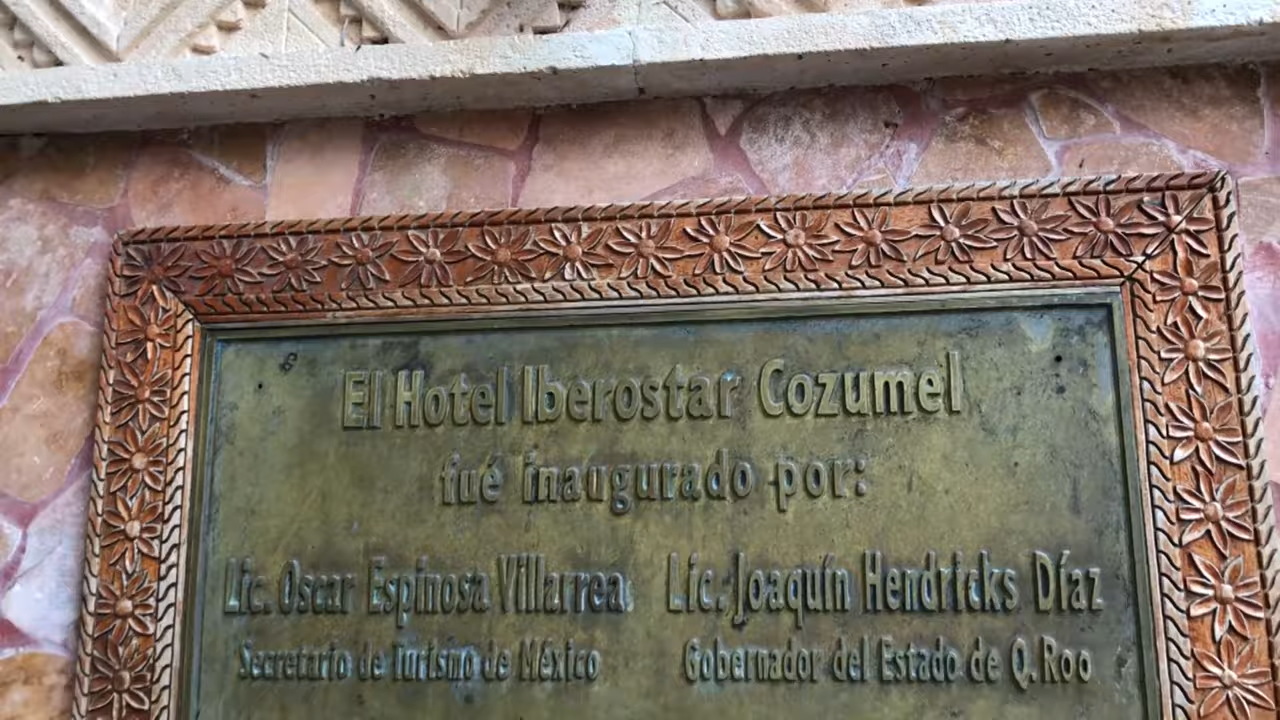 El Hotel Iberostar Cozumel
fué inaugurado por:
Lic. Oscar Espinosa Villarrea. Lic. Joaquín Hendricks Díaz
Secretario de Turismo de México Gobernador del Estado de Q. Roo